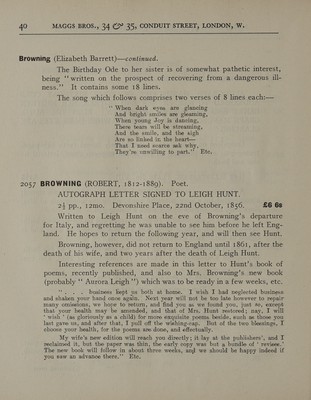 40 MAGGS BROS., 34 & 35, CONDUIT STREET, LONDON, W.
Browning (Elizabeth Barrett)—continued.
The Birthday Ode to her sister is of somewhat pathetic interest,
being "written on the prospect of recovering from a dangerous ill-
ness." It contains some 18 lines.
The song which follows comprises two verses of 8 lines each:—
" When dark eyes are glancing
And bright smiles are gleaming,
When young Joy is dancing,
There tears will be streaming,
And the smile, and the sigh
Are so linked in the heart—
That I need scarce ask why,
They're unwilling to part." Etc.
2057 BROWNING (ROBERT, 1812-1889). Poet.
AUTOGRAPH LETTER SIGNED TO LEIGH HUNT.
2½ pp., 12mo. Devonshire Place, 22nd October, 1856. £6 6s
Written to Leigh Hunt on the eve of Browning's departure
for Italy, and regretting he was unable to see him before he left Eng-
land. He hopes to return the following year, and will then see Hunt.
Browning, however, did not return to England until 1861, after the
death of his wife, and two years after the death of Leigh Hunt.
Interesting references are made in this letter to Hunt's book of
poems, recently published, and also to Mrs. Browning's new book
(probably " Aurora Leigh ") which was to be ready in a few weeks, etc.
" . . . business kept us both at home. I wish I had neglected business
and shaken your hand once again. Next year will not be too late however to repair
many omissions, we hope to return, and find you as we found you, just so, except
that your health may be amended, and that of Mrs. Hunt restored; nay, I will
' wish ' (as gloriously as a child) for more exquisite poems beside, such as those you
last gave us, and after that, I pull off the wishing-cap. But of the two blessings, I
choose your health, for the poems are done, and effectually.
My wife's new edition will reach you directly; it lay at the publishers', and I
reclaimed it, but the paper was thin, the early copy was but a bundle of ' revises.'
The new book will follow in about three weeks, and we should be happy indeed if
you saw an advance there." Etc.